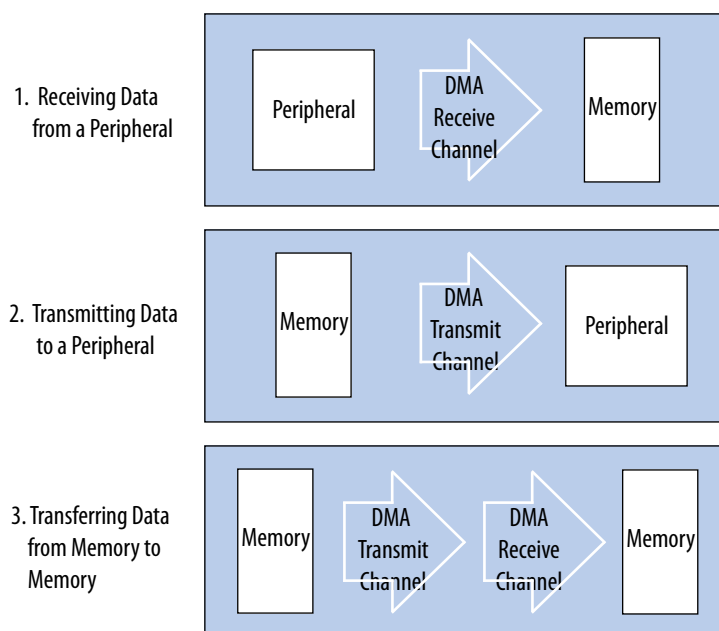 1. Receiving Data
from a Peripheral
Peripheral
DMA
Receive
Channel
Memory
2. Transmitting Data
to a Peripheral
Memory
DMA
Transmit
Channel
Peripheral
3. Transferring Data
from Memory to
Memory
Memory
DMA
Transmit
Channel
DMA
Receive
Channel
Memory